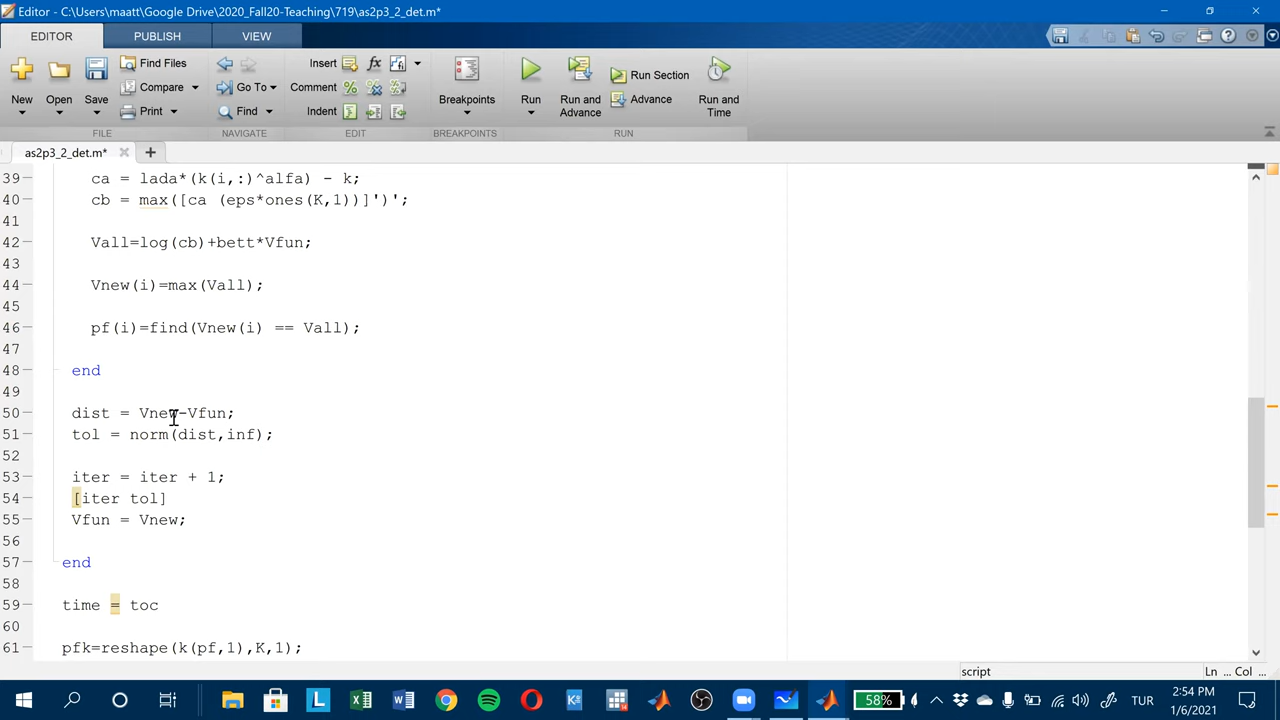 Editor - C:\Users\maatt\Google Drive\2020_Fall20-Teaching\719\as2p3_2_det.m*
EDITOR PUBLISH VIEW
New Open Save Find Files Compare Print
Go To Find
Insert fx Comment % Indent
Breakpoints
Run Run and Advance Run Section Advance Run and Time
FILE NAVIGATE EDIT BREAKPOINTS RUN
as2p3_2_det.m*
39 ca = lada*(k(i,:)^alfa) - k;
40 cb = max([ca (eps*ones(K,1))]')';
41
42 Vall=log(cb)+bett*Vfun;
43
44 Vnew(i)=max(Vall);
45
46 pf(i)=find(Vnew(i) == Vall);
47
48 end
49
50 dist = Vnew-Vfun;
51 tol = norm(dist,inf);
52
53 iter = iter + 1;
54 [iter tol]
55 Vfun = Vnew;
56
57 end
58
59 time = toc
60
61 pfk=reshape(k(pf,1),K,1);
script Ln ... Col ...
58% TUR 2:54 PM
1/6/2021